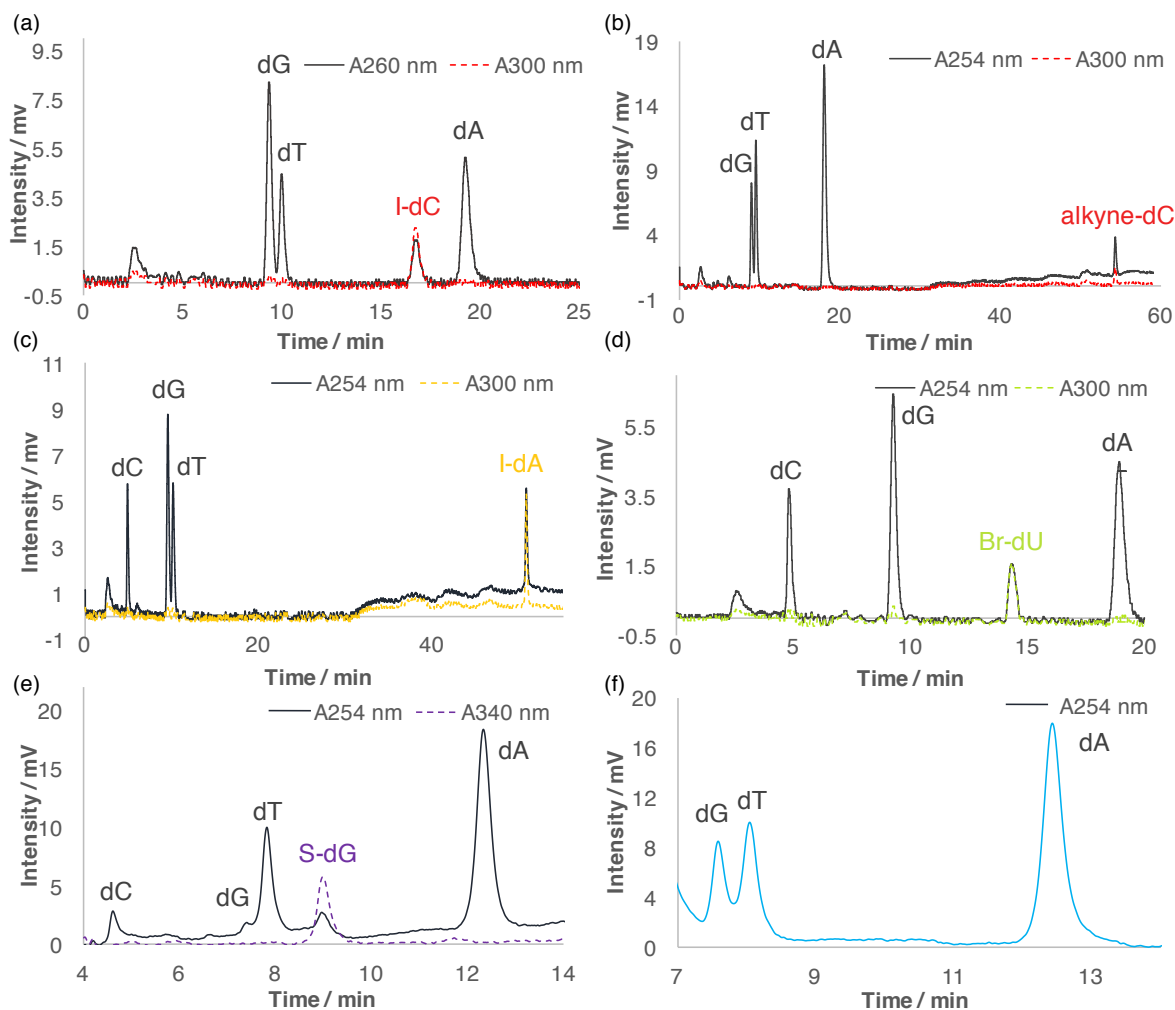 (a)
9.5
7.5
5.5
3.5
1.5
-0.5
Intensity / mv
A260 nm A300 nm
dG
dT
I-dC
dA
0 5 10 15 20 25
Time / min
(b)
19
14
9
4
-1
Intensity / mv
A254 nm A300 nm
dG
dT
dA
alkyne-dC
0 20 40 60
Time / min
(c)
11
9
7
5
3
1
-1
Intensity / mv
A254 nm A300 nm
dC
dG
dT
I-dA
0 20 40
Time / min
(d)
5.5
3.5
1.5
-0.5
Intensity / mV
A254 nm A300 nm
dC
dG
Br-dU
dA
0 5 10 15 20
Time / min
(e)
20
15
10
5
0
Intensity / mV
A254 nm A340 nm
dC
dG
dT
S-dG
dA
4 6 8 10 12 14
Time / min
(f)
20
16
12
8
4
0
Intensity / mV
A254 nm
dG
dT
dA
7 9 11 13
Time / min